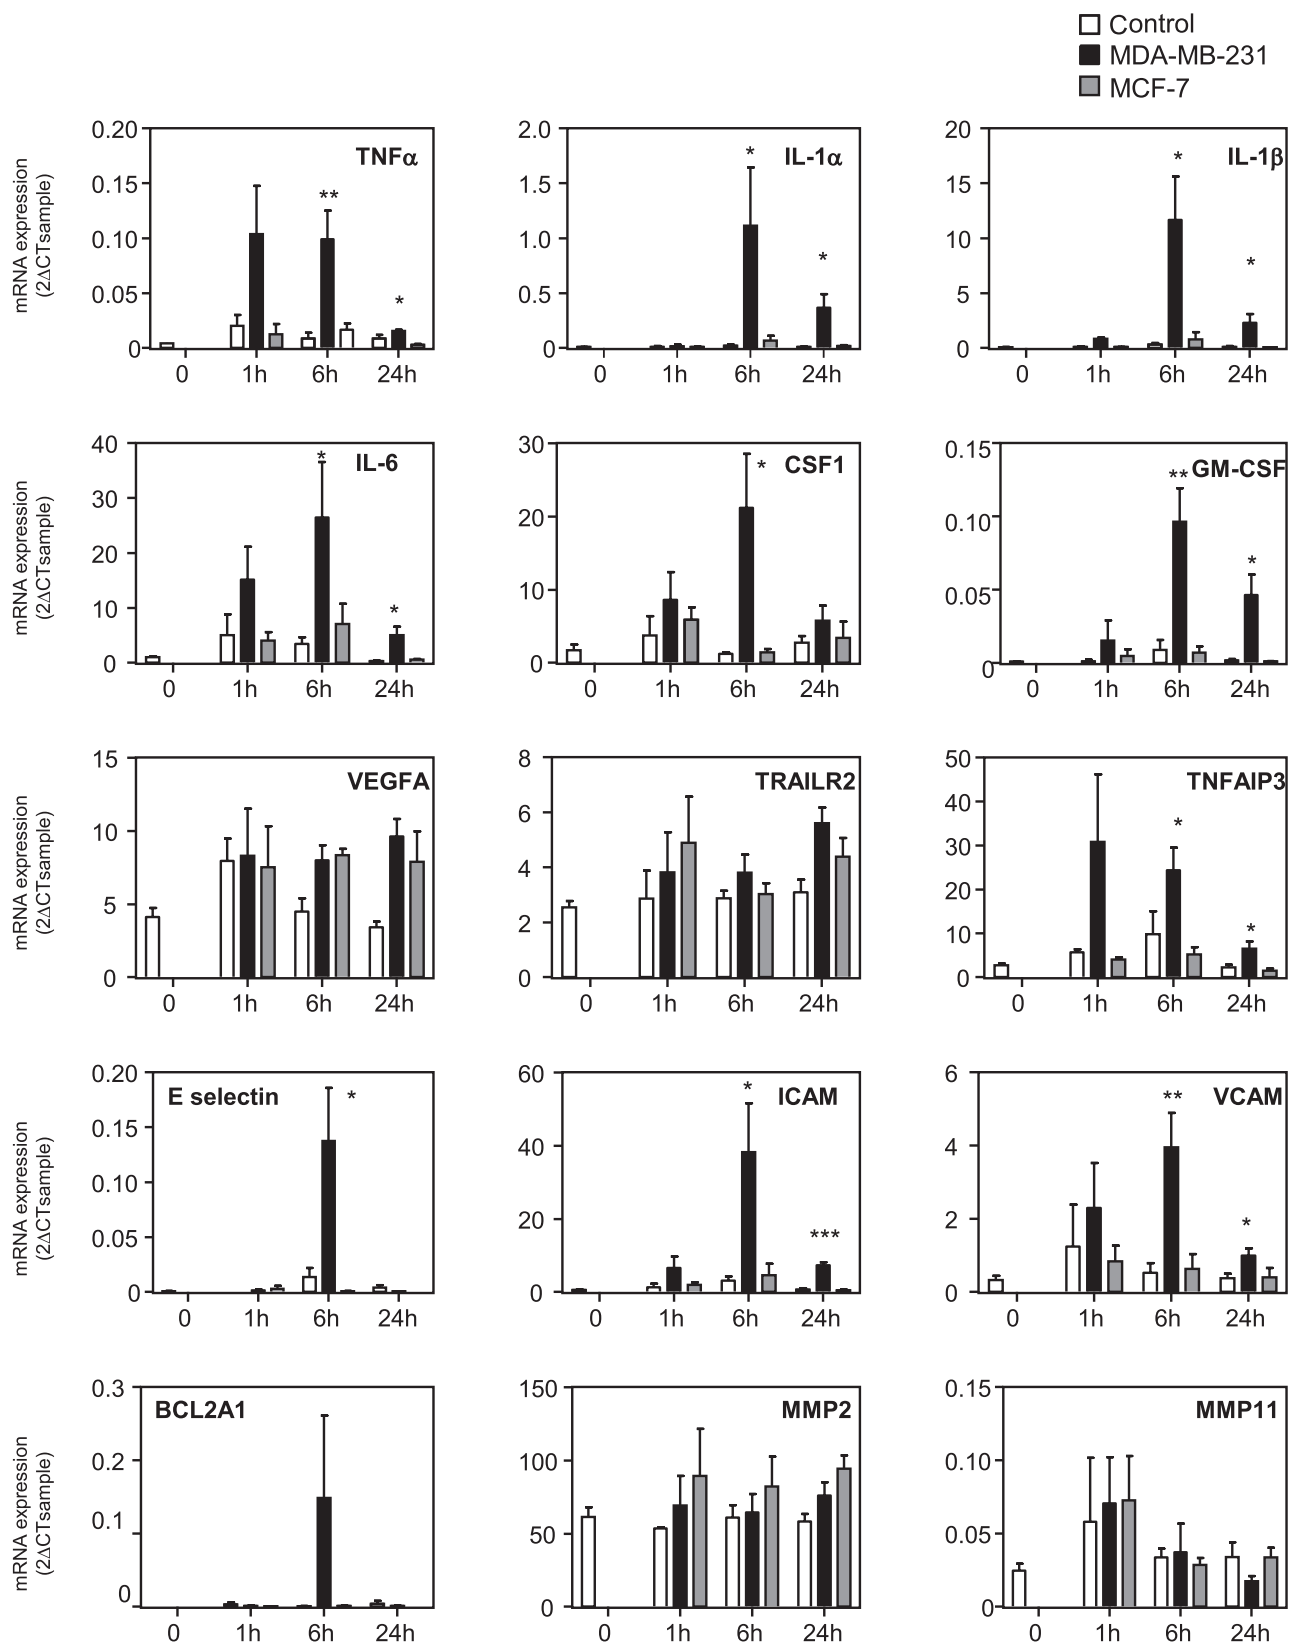 Control
MDA-MB-231
MCF-7
mRNA expression
(2ΔCTsample)
0.20
0.15
0.10
0.05
0
TNFα
**
*
0 1h 6h 24h
2.0
1.5
1.0
0.5
0
IL-1α
*
*
0 1h 6h 24h
20
15
10
5
0
IL-1β
*
*
0 1h 6h 24h
mRNA expression
(2ΔCTsample)
40
30
20
10
0
IL-6
*
*
0 1h 6h 24h
30
20
10
0
CSF1
*
0 1h 6h 24h
0.15
0.10
0.05
0
GM-CSF
**
*
0 1h 6h 24h
mRNA expression
(2ΔCTsample)
15
10
5
0
VEGFA
0 1h 6h 24h
8
6
4
2
0
TRAILR2
0 1h 6h 24h
50
40
30
20
10
0
TNFAIP3
*
*
0 1h 6h 24h
mRNA expression
(2ΔCTsample)
0.20
0.15
0.10
0.05
0
E selectin
*
0 1h 6h 24h
60
40
20
0
ICAM
*
***
0 1h 6h 24h
6
4
2
0
VCAM
**
*
0 1h 6h 24h
mRNA expression
(2ΔCTsample)
0.3
0.2
0.1
0
BCL2A1
0 1h 6h 24h
150
100
50
0
MMP2
0 1h 6h 24h
0.15
0.10
0.05
0
MMP11
0 1h 6h 24h